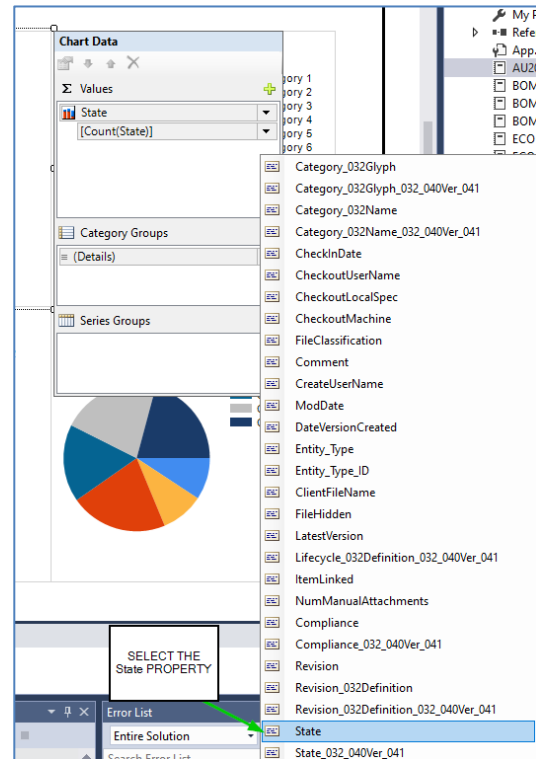 Chart Data
Σ Values
State
[Count(State)]
Category Groups
(Details)
Series Groups
gory 1
gory 2
gory 3
gory 4
gory 5
gory 6
My P
Refe
App.
AU20
BOM
BOM
BOM
ECO
Category_032Glyph
Category_032Glyph_032_040Ver_041
Category_032Name
Category_032Name_032_040Ver_041
CheckInDate
CheckoutUserName
CheckoutLocalSpec
CheckoutMachine
FileClassification
Comment
CreateUserName
ModDate
DateVersionCreated
Entity_Type
Entity_Type_ID
ClientFileName
FileHidden
LatestVersion
Lifecycle_032Definition_032_040Ver_041
ItemLinked
NumManualAttachments
Compliance
Compliance_032_040Ver_041
Revision
Revision_032Definition
Revision_032Definition_032_040Ver_041
State
State_032_040Ver_041
SELECT THE
State PROPERTY
Error List
Entire Solution
Search Error List